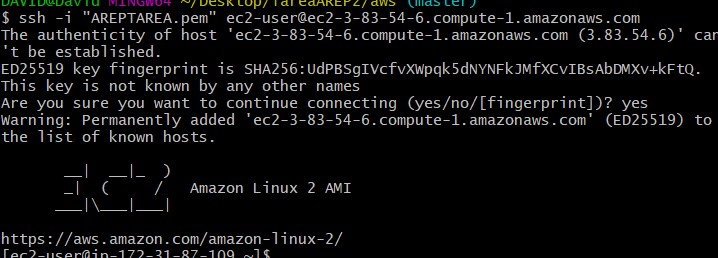 DAVID@David MINGW64 ~/Desktop/TareaAREP2/aws (master)
$ ssh -i "AREPTAREA.pem" ec2-user@ec2-3-83-54-6.compute-1.amazonaws.com
The authenticity of host 'ec2-3-83-54-6.compute-1.amazonaws.com (3.83.54.6)' can
't be established.
ED25519 key fingerprint is SHA256:UdPBSgIVcfvXWpqk5dNYNFkJMfXCvIBsAbDMXv+kFtQ.
This key is not known by any other names
Are you sure you want to continue connecting (yes/no/[fingerprint])? yes
Warning: Permanently added 'ec2-3-83-54-6.compute-1.amazonaws.com' (ED25519) to
the list of known hosts.
       __|  __|_  )
       _|  (     /   Amazon Linux 2 AMI
      ___|\___|___|
https://aws.amazon.com/amazon-linux-2/
[ec2-user@ip-172-31-87-109 ~]$